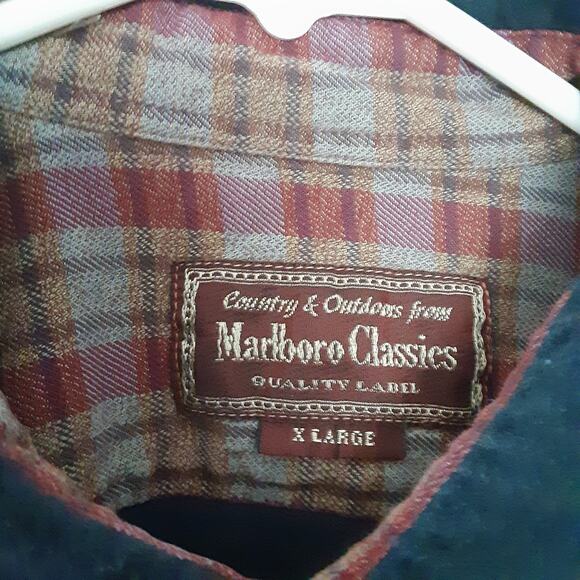 Country & Outdoors from
Marlboro Classics
QUALITY LABEL
X LARGE